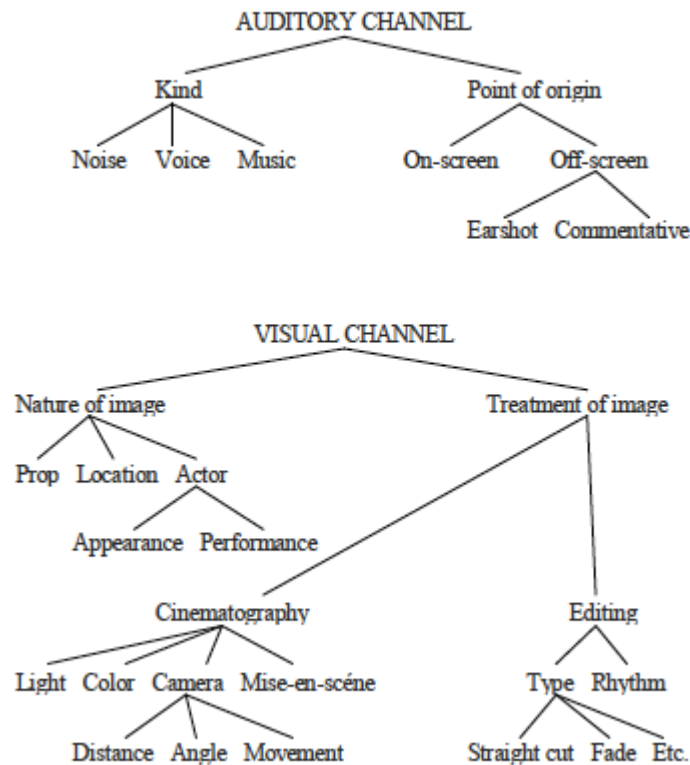 AUDITORY CHANNEL
Kind Point of origin
Noise Voice Music On-screen Off-screen
Earshot Commentative
VISUAL CHANNEL
Nature of image Treatment of image
Prop Location Actor
Appearance Performance
Cinematography Editing
Light Color Camera Mise-en-scéne Type Rhythm
Distance Angle Movement Straight cut Fade Etc.